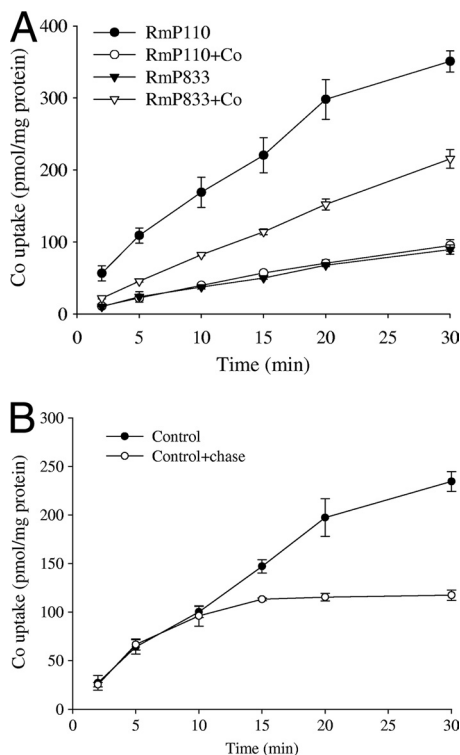 A
400
300
200
100
0
RmP110
RmP110+Co
RmP833
RmP833+Co
Co uptake (pmol/mg protein)
0 5 10 15 20 25 30
Time (min)
B
300
250
200
150
100
50
0
Control
Control+chase
Co uptake (pmol/mg protein)
0 5 10 15 20 25 30
Time (min)